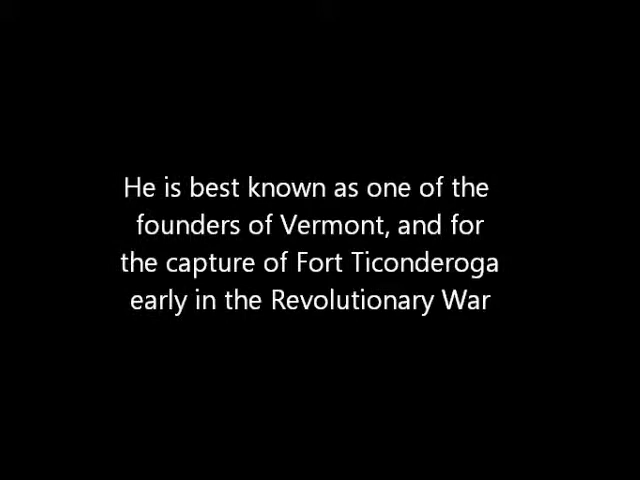 He is best known as one of the
founders of Vermont, and for
the capture of Fort Ticonderoga
early in the Revolutionary War